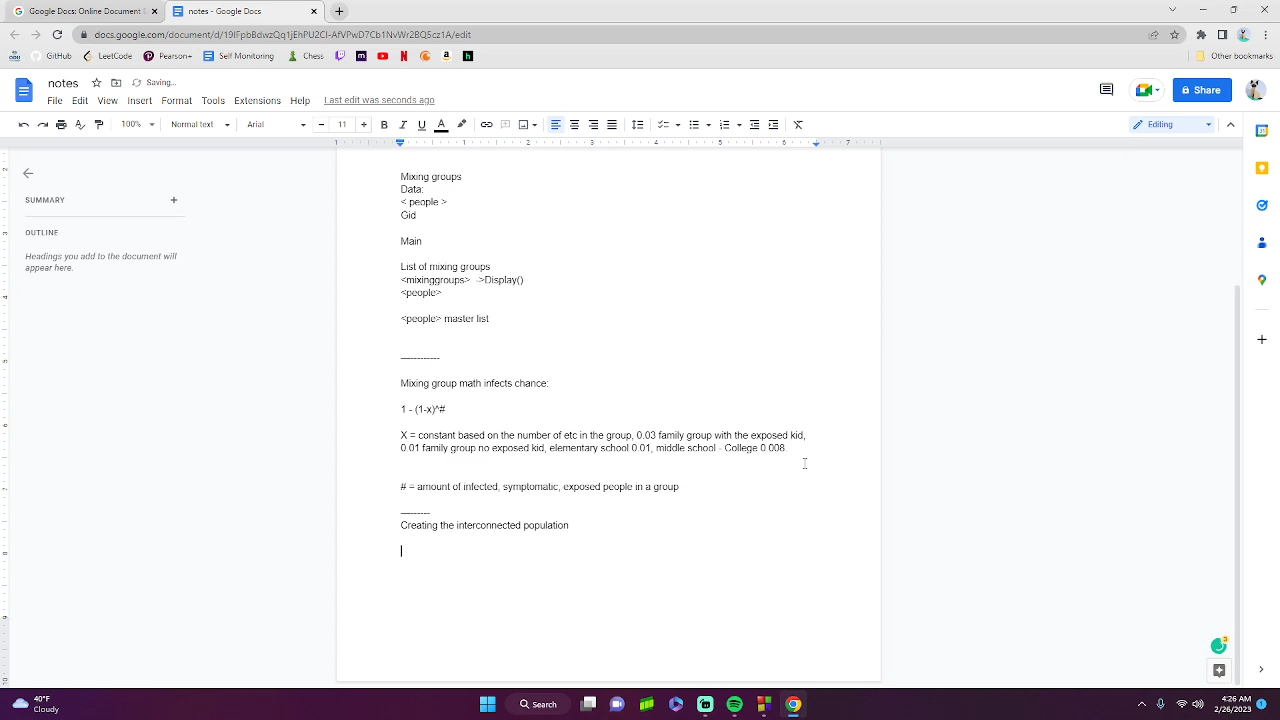 Google Docs: Online Document
notes - Google Docs
docs.google.com/document/d/
/edit
GitHub
LeetCode
Pearson+
Self Monitoring
Chess
Other bookmarks
notes
Saving...
File Edit View Insert Format Tools Extensions Help
Last edit was seconds ago
Share
100%
Normal text
Arial
11
Editing
SUMMARY
OUTLINE
Headings you add to the document will
appear here.
Mixing groups
Data:
< people >
Gid
Main
List of mixing groups
<mixinggroups> ->Display()
<people>
<people> master list
-----------
Mixing group math infects chance:
1 - (1-x)^#
X = constant based on the number of etc in the group, 0.03 family group with the exposed kid,
0.01 family group no exposed kid, elementary school 0.01, middle school - College 0.008.
# = amount of infected, symptomatic, exposed people in a group
--------
Creating the interconnected population
40°F
Cloudy
Search
4:26 AM
2/26/2023